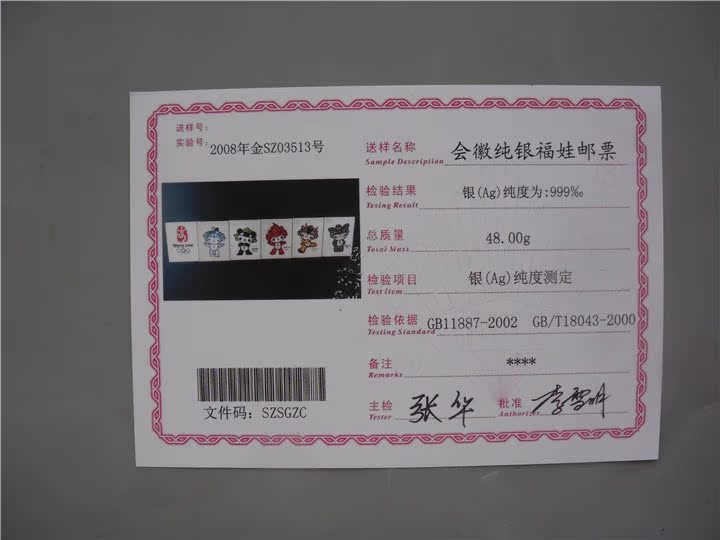 送样号:
实验号: 2008年金SZ03513号
送样名称 会徽纯银福娃邮票
Sample Description
检验结果 银(Ag)纯度为:999‰
Tesing Result
总质量 48.00g
Total Mass
检验项目 银(Ag)纯度测定
Test item
检验依据 GB11887-2002 GB/T18043-2000
Testing Standard
备注 ****
Remarks
主检 张华 批准 李雪明
Tester Authorizer
文件码: SZSGZC